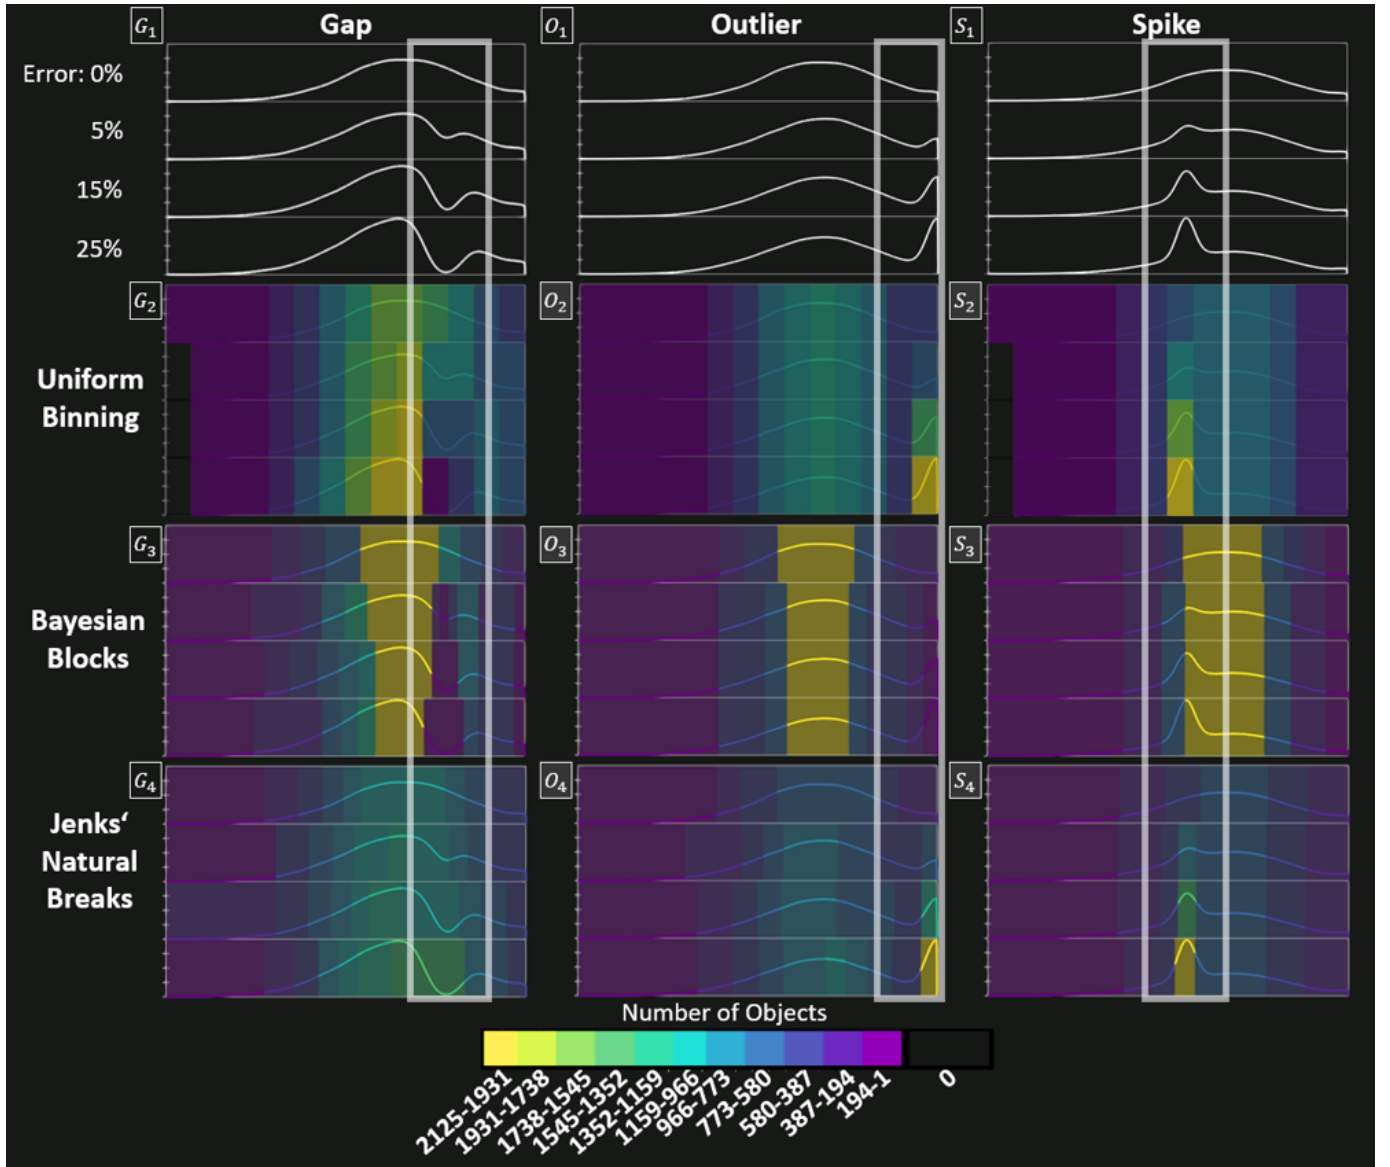 G1 Gap O1 Outlier S1 Spike
Error: 0%
5%
15%
25%
G2 O2 S2
Uniform
Binning
G3 O3 S3
Bayesian
Blocks
G4 O4 S4
Jenks‘
Natural
Breaks
Number of Objects
2125-1931 1931-1738 1738-1545 1545-1352 1352-1159 1159-966 966-773 773-580 580-387 387-194 194-1 0